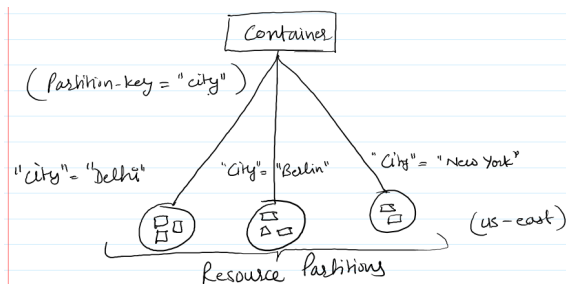 Container
(Partition-key = "city")
"city"= "Delhi"
"City"= "Berlin"
"City"= "New York"
(us-east)
Resource Partitions